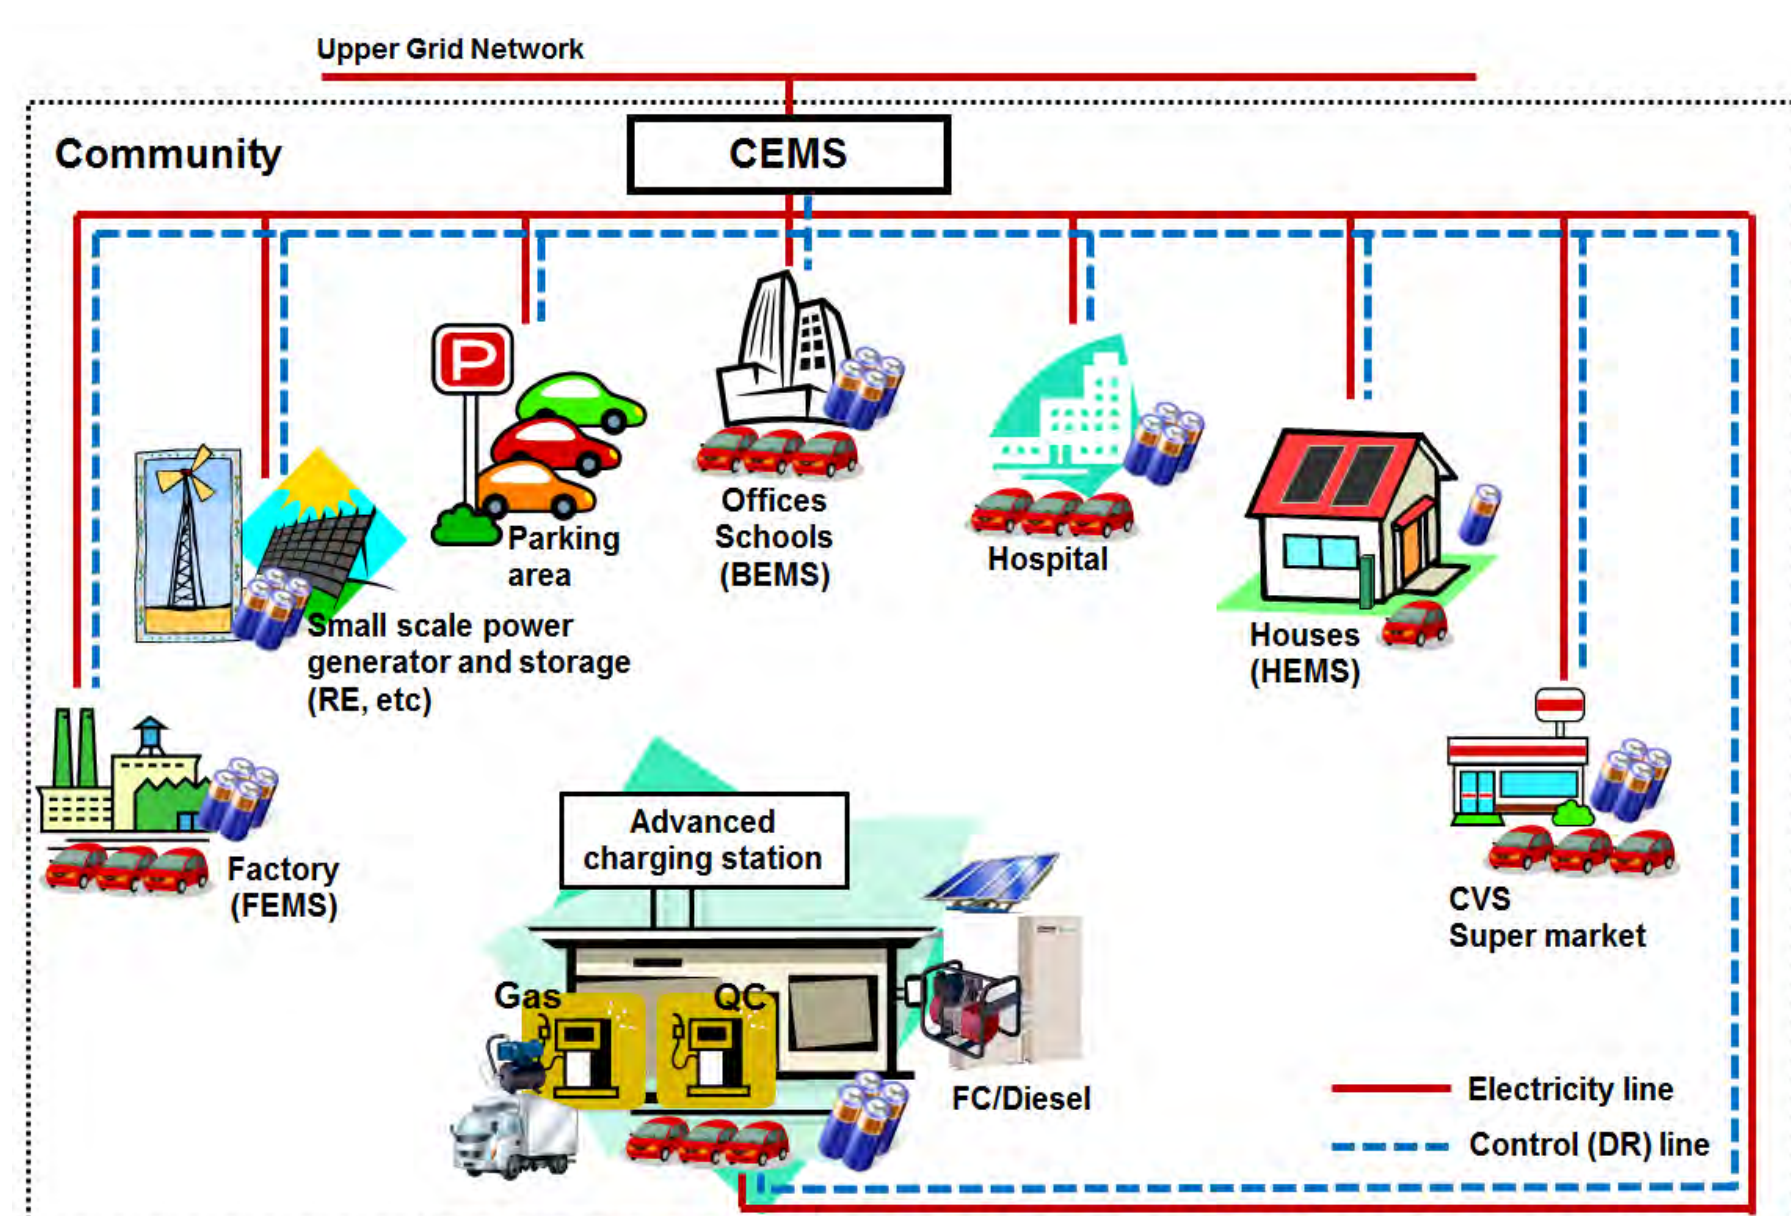 Upper Grid Network
Community
CEMS
P
Parking
area
Offices
Schools
(BEMS)
Hospital
Houses
(HEMS)
Small scale power
generator and storage
(RE, etc)
Factory
(FEMS)
Advanced
charging station
CVS
Super market
Gas
QC
FC/Diesel
Electricity line
Control (DR) line